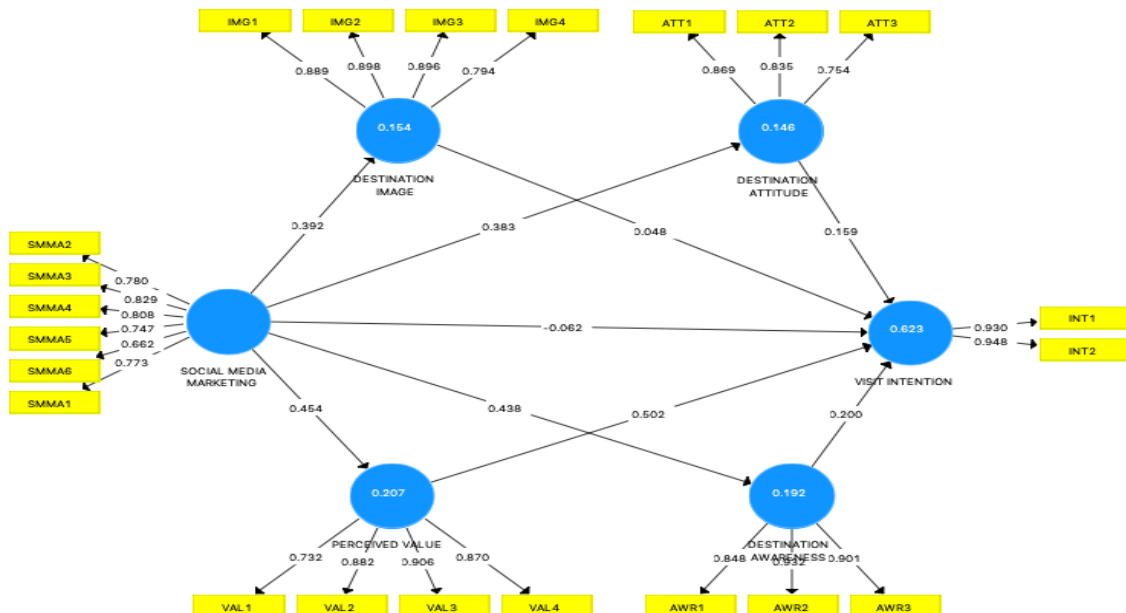 IMG1 IMG2 IMG3 IMG4 ATT1 ATT2 ATT3
0.889 0.898 0.896 0.794 0.869 0.835 0.754
0.154 0.146
DESTINATION
IMAGE
DESTINATION
ATTITUDE
0.392 0.383 0.048 0.159
SMMA2
SMMA3
SMMA4
SMMA5
SMMA6
SMMA1
0.780
0.829
0.808
0.747
0.662
0.773
SOCIAL MEDIA
MARKETING
-0.062
0.623
VISIT INTENTION
0.930
0.948
INT1
INT2
0.454 0.438 0.502 0.200
0.207 0.192
PERCEIVED VALUE
DESTINATION
AWARENESS
0.732 0.882 0.906 0.870 0.848 0.932 0.901
VAL1 VAL2 VAL3 VAL4 AWR1 AWR2 AWR3